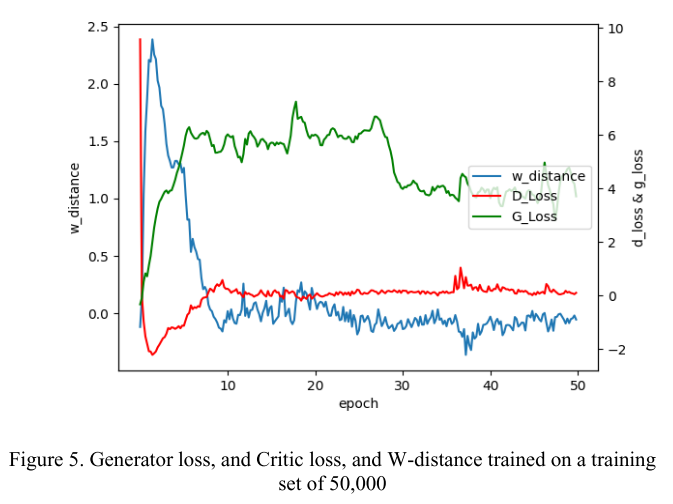 2.5
2.0
1.5
1.0
0.5
0.0
w_distance
10
8
6
4
2
0
−2
d_loss & g_loss
w_distance
D_Loss
G_Loss
10 20 30 40 50
epoch
Figure 5. Generator loss, and Critic loss, and W-distance trained on a training
set of 50,000